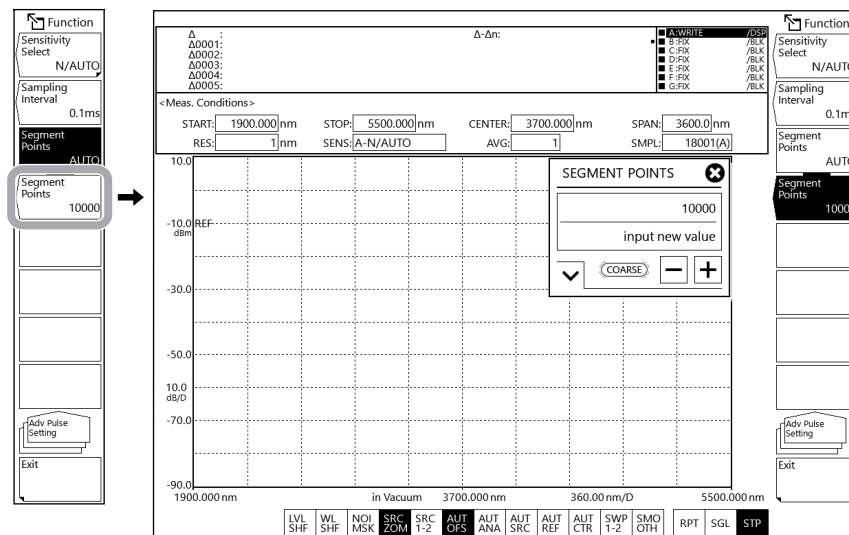 Function
Sensitivity
Select
N/AUTO
Sampling
Interval
0.1ms
Segment
Points
AUTO
Segment
Points
10000
Adv Pulse
Setting
Exit
Δ :
Δ0001:
Δ0002:
Δ0003:
Δ0004:
Δ0005:
Δ-Δn:
A:WRITE /DSP
B:FIX /BLK
C:FIX /BLK
D:FIX /BLK
E:FIX /BLK
F:FIX /BLK
G:FIX /BLK
<Meas. Conditions>
START: 1900.000 nm STOP: 5500.000 nm CENTER: 3700.000 nm SPAN: 3600.0 nm
RES: 1 nm SENS: A-N/AUTO AVG: 1 SMPL: 18001(A)
10.0
-10.0 REF
dBm
-30.0
-50.0
10.0
dB/D
-70.0
-90.0
SEGMENT POINTS
10000
input new value
COARSE
1900.000 nm in Vacuum 3700.000 nm 360.00 nm/D 5500.000 nm
LVL SHF
WL SHF
NOI MSK
SRC ZOM
SRC 1-2
AUT OFS
AUT ANA
AUT SRC
AUT REF
AUT CTR
SWP 1-2
SMO OTH
RPT
SGL
STP
Function
Sensitivity
Select
N/AUT
Sampling
Interval
0.1m
Segment
Points
AUT
Segment
Points
1000
Adv Pulse
Setting
Exit